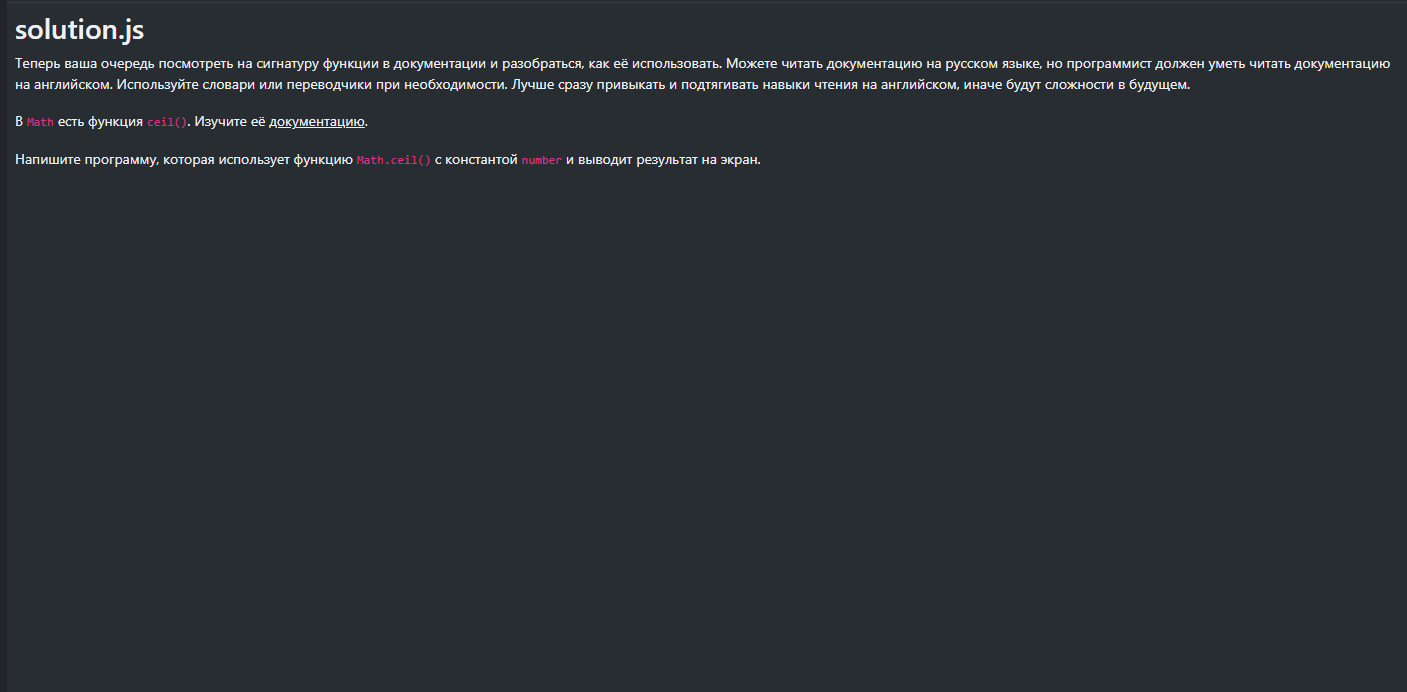 solution.js
Теперь ваша очередь посмотреть на сигнатуру функции в документации и разобраться, как её использовать. Можете читать документацию на русском языке, но программист должен уметь читать документацию
на английском. Используйте словари или переводчики при необходимости. Лучше сразу привыкать и подтягивать навыки чтения на английском, иначе будут сложности в будущем.
В Math есть функция ceil(). Изучите её документацию.
Напишите программу, которая использует функцию Math.ceil() с константой number и выводит результат на экран.